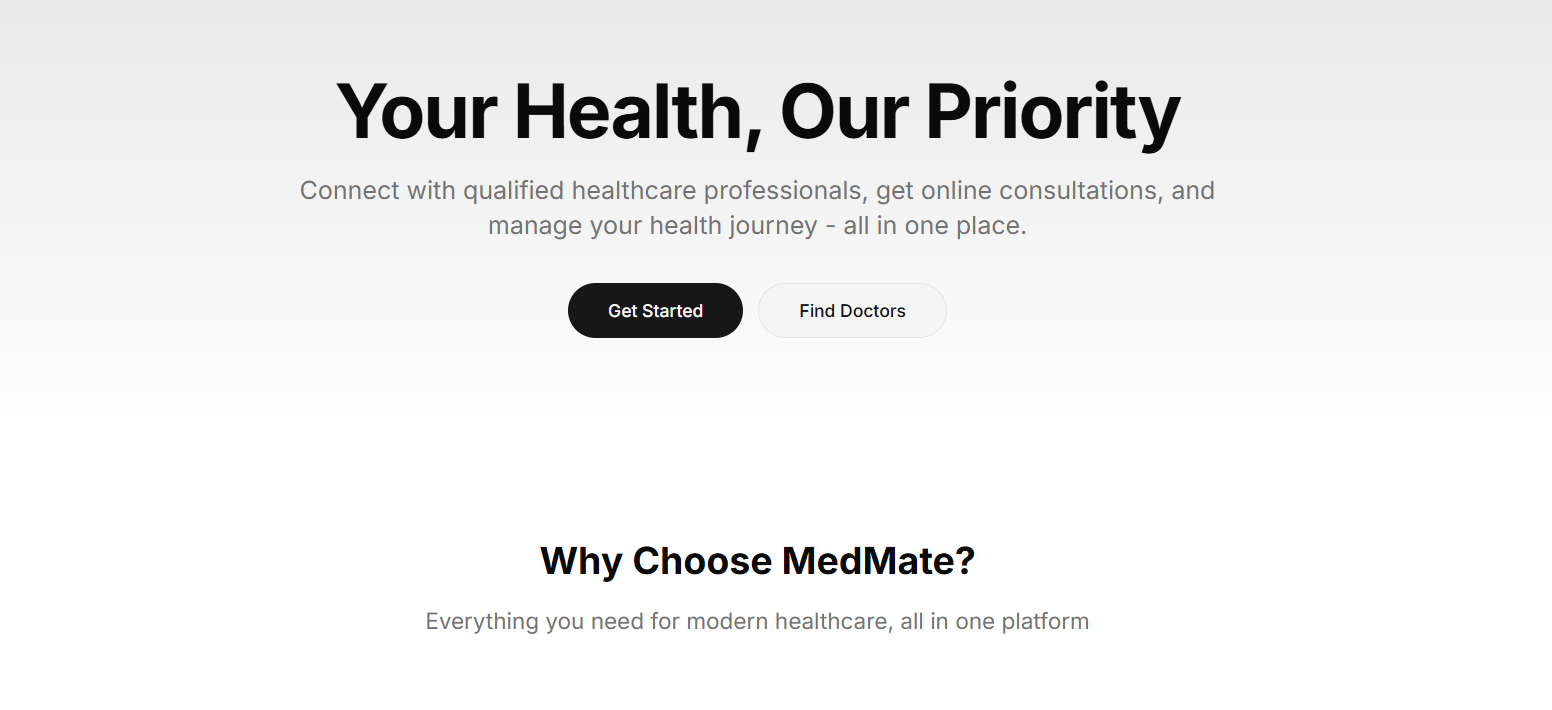 Your Health, Our Priority
Connect with qualified healthcare professionals, get online consultations, and
manage your health journey - all in one place.
Get Started
Find Doctors
Why Choose MedMate?
Everything you need for modern healthcare, all in one platform